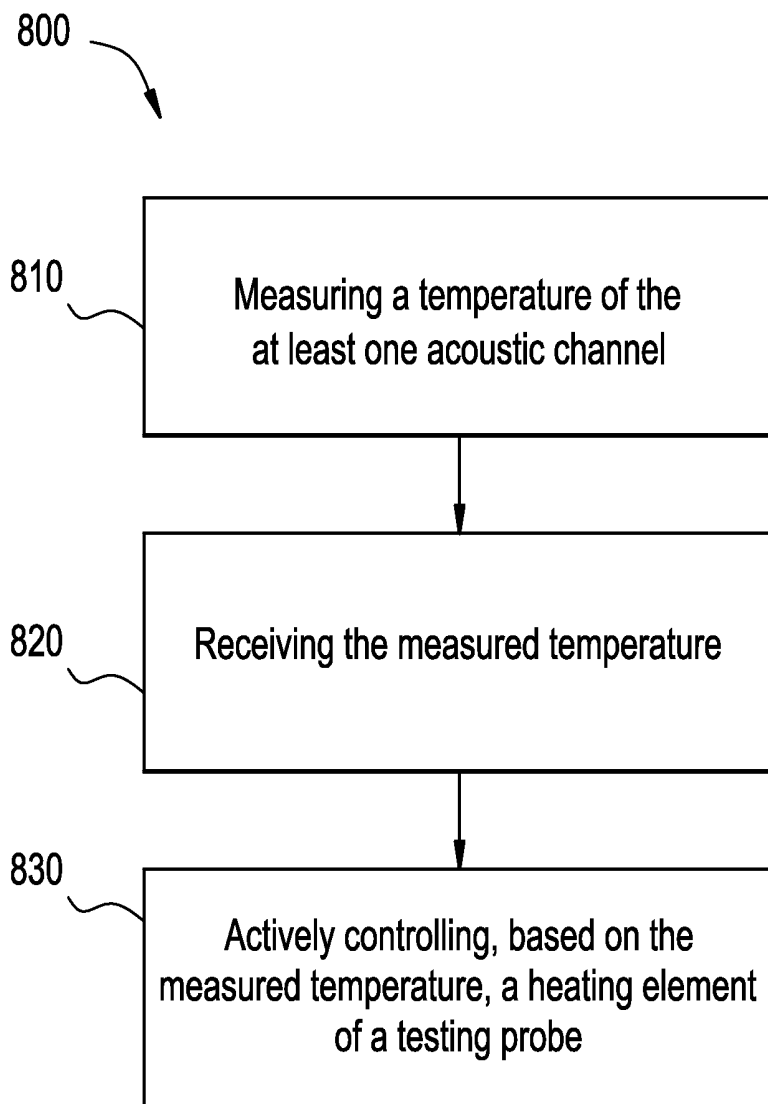 800
810
Measuring a temperature of the
at least one acoustic channel
820
Receiving the measured temperature
830
Actively controlling, based on the
measured temperature, a heating element
of a testing probe